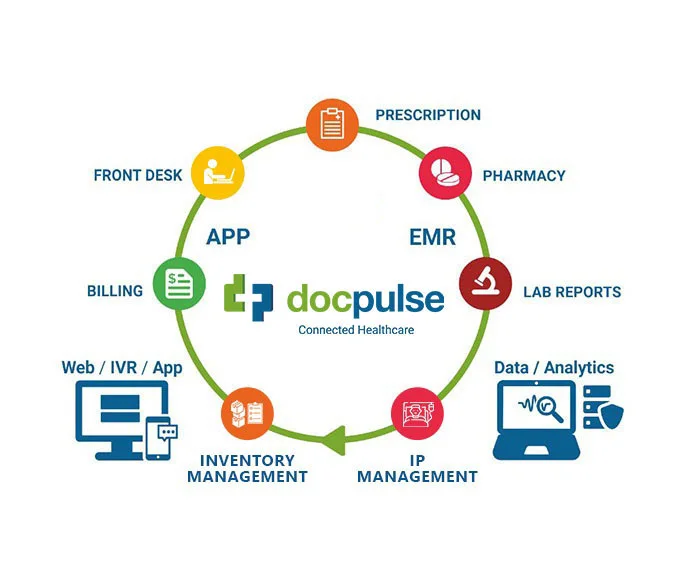 PRESCRIPTION
FRONT DESK
PHARMACY
APP
EMR
BILLING
docpulse
LAB REPORTS
Connected Healthcare
Web / IVR / App
Data / Analytics
INVENTORY
MANAGEMENT
IP
MANAGEMENT